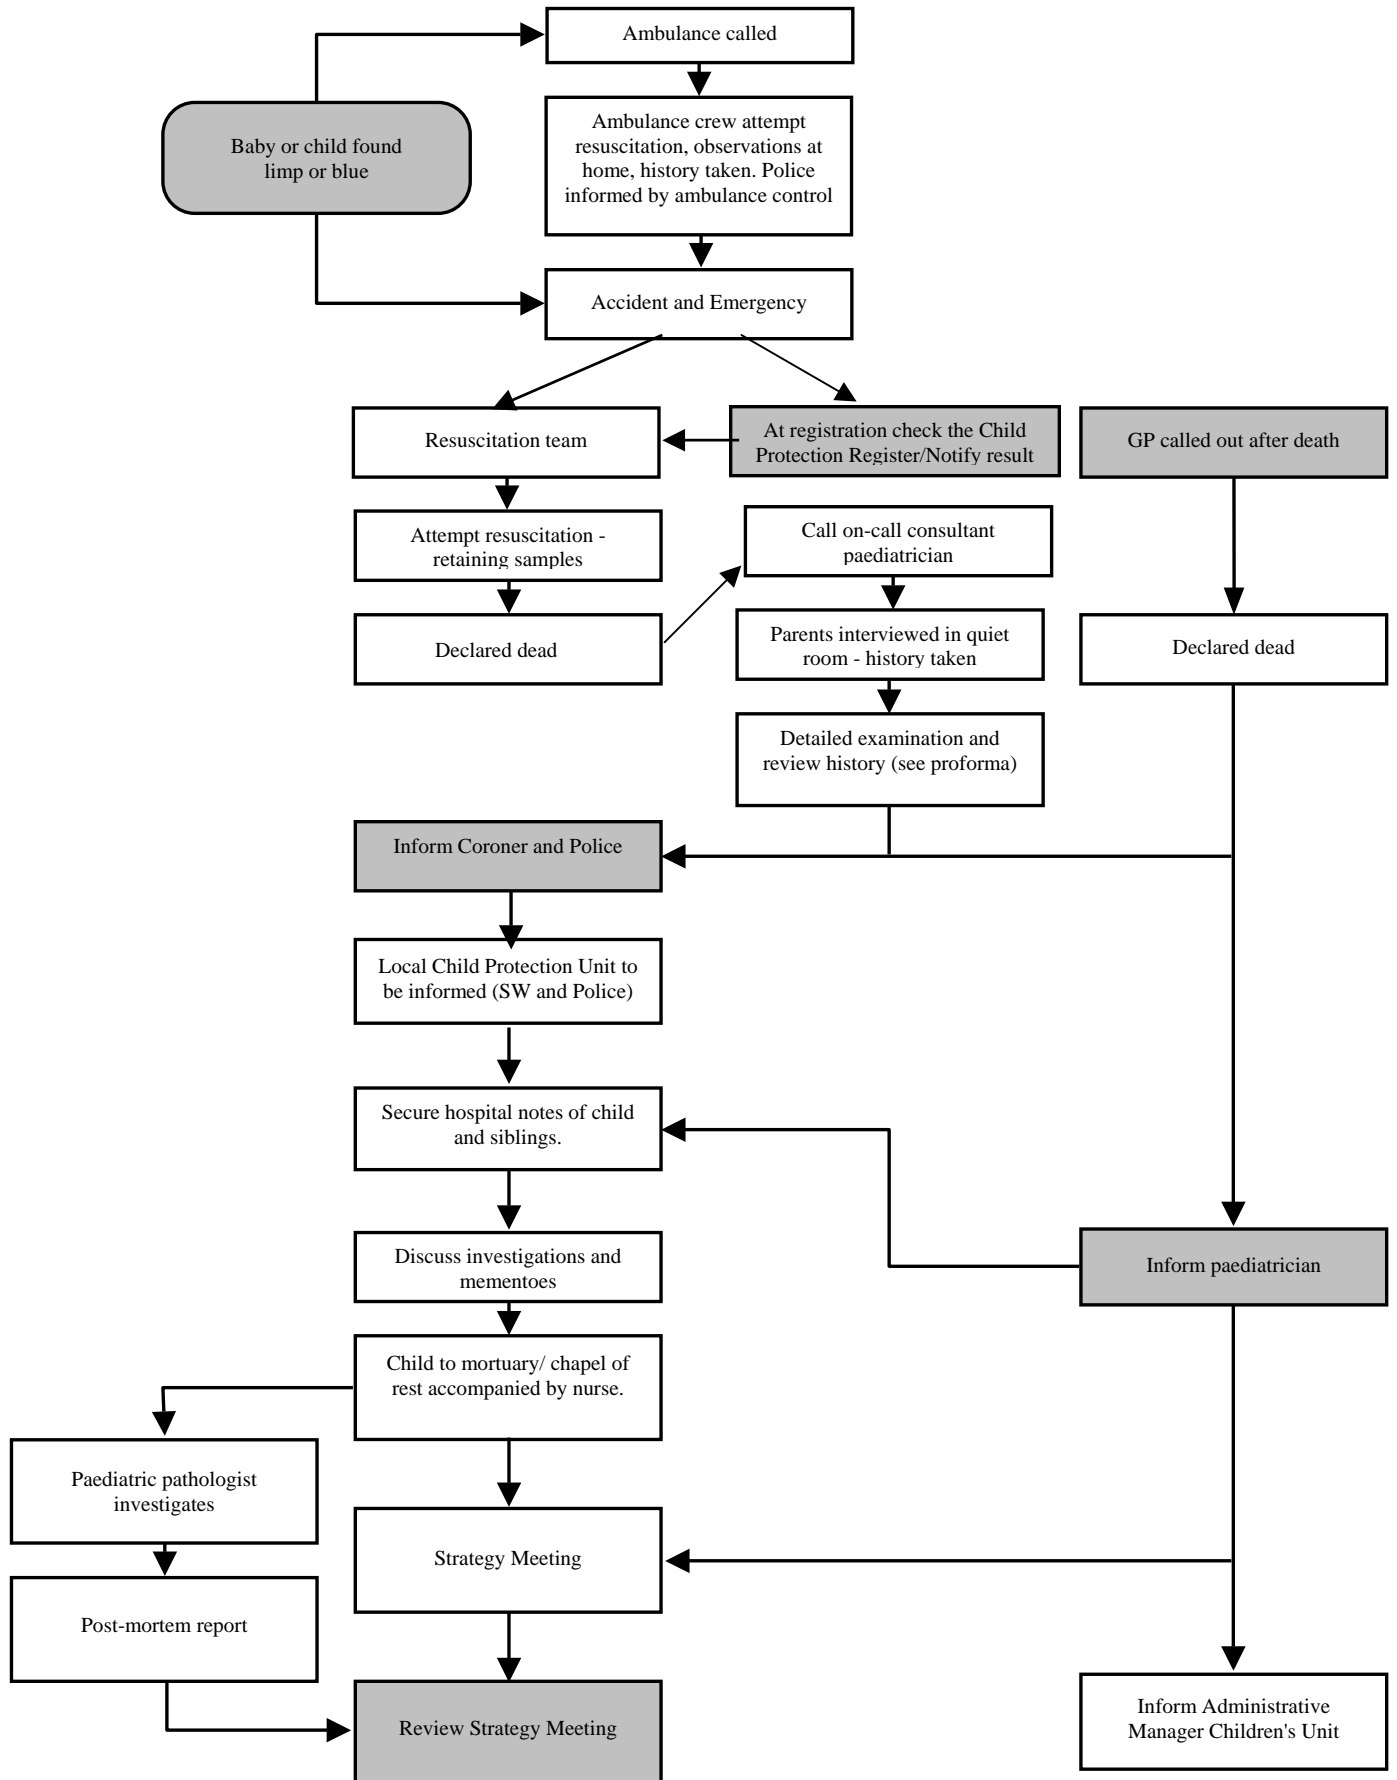 Ambulance called
Ambulance crew attempt
resuscitation, observations at
home, history taken. Police
informed by ambulance control
Baby or child found
limp or blue
Accident and Emergency
Resuscitation team
At registration check the Child
Protection Register/Notify result
GP called out after death
Attempt resuscitation -
retaining samples
Call on-call consultant
paediatrician
Declared dead
Parents interviewed in quiet
room - history taken
Declared dead
Detailed examination and
review history (see proforma)
Inform Coroner and Police
Local Child Protection Unit to
be informed (SW and Police)
Secure hospital notes of child
and siblings.
Discuss investigations and
mementoes
Inform paediatrician
Child to mortuary/ chapel of
rest accompanied by nurse.
Paediatric pathologist
investigates
Strategy Meeting
Post-mortem report
Review Strategy Meeting
Inform Administrative
Manager Children's Unit